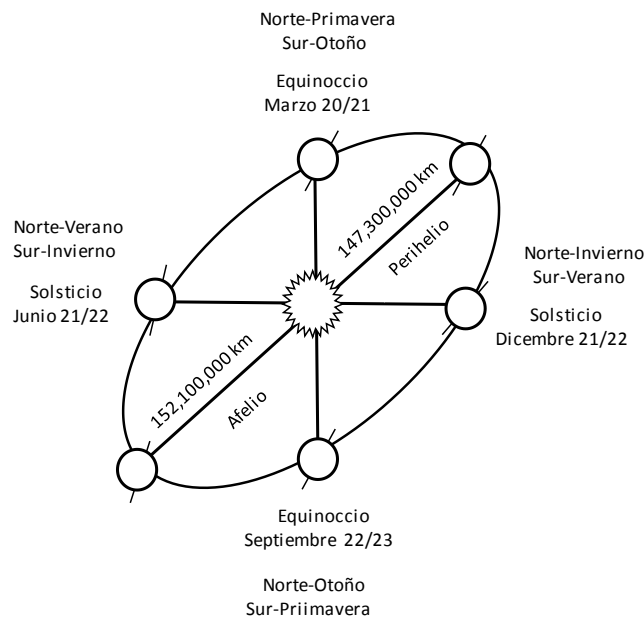 Norte-Primavera
Sur-Otoño
Equinoccio
Marzo 20/21
147,300,000 km
Perihelio
Norte-Verano
Sur-Invierno
Solsticio
Junio 21/22
Norte-Invierno
Sur-Verano
Solsticio
Dicembre 21/22
152,100,000 km
Afelio
Equinoccio
Septiembre 22/23
Norte-Otoño
Sur-Priimavera